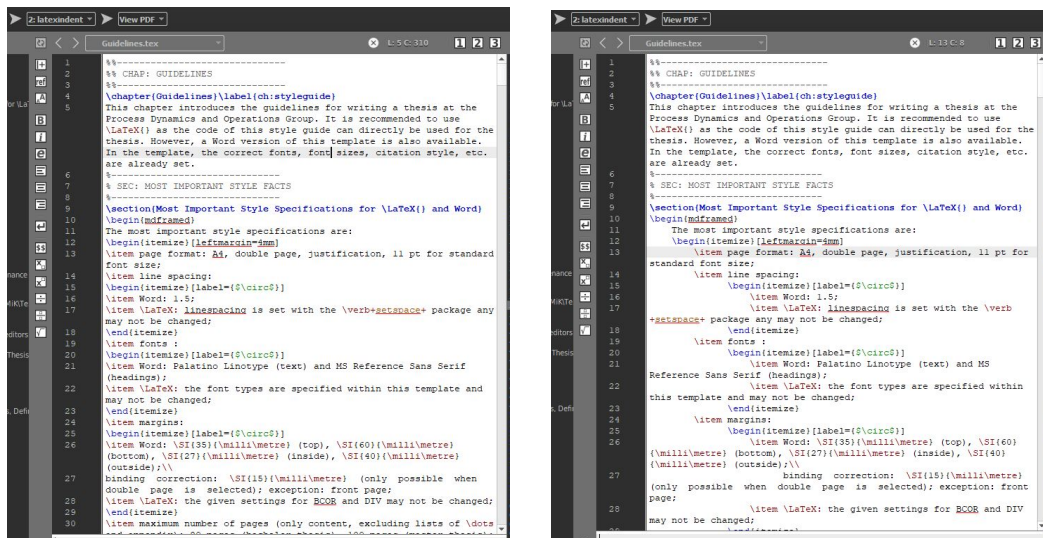 2: latexindent
View PDF
Guidelines.tex
L: 5 C: 310
1 2 3
1 %%------------------------------
2 %% CHAP: GUIDELINES
3 %%------------------------------
4 \chapter{Guidelines}\label{ch:styleguide}
5 This chapter introduces the guidelines for writing a thesis at the
Process Dynamics and Operations Group. It is recommended to use
\LaTeX{} as the code of this style guide can directly be used for the
thesis. However, a Word version of this template is also available.
In the template, the correct fonts, font sizes, citation style, etc.
are already set.
6 %------------------------------
7 % SEC: MOST IMPORTANT STYLE FACTS
8 %------------------------------
9 \section{Most Important Style Specifications for \LaTeX{} and Word}
10 \begin{mdframed}
11 The most important style specifications are:
12 \begin{itemize}[leftmargin=4mm]
13 \item page format: A4, double page, justification, 11 pt for standard
font size;
14 \item line spacing:
15 \begin{itemize}[label={$\circ$}]
16 \item Word: 1.5;
17 \item \LaTeX: linespacing is set with the \verb+setspace+ package any
may not be changed;
18 \end{itemize}
19 \item fonts :
20 \begin{itemize}[label={$\circ$}]
21 \item Word: Palatino Linotype (text) and MS Reference Sans Serif
(headings);
22 \item \LaTeX: the font types are specified within this template and
may not be changed;
23 \end{itemize}
24 \item margins:
25 \begin{itemize}[label={$\circ$}]
26 \item Word: \SI{35}{\milli\metre} (top), \SI{60}{\milli\metre}
(bottom), \SI{27}{\milli\metre} (inside), \SI{40}{\milli\metre}
(outside);\\
27 binding correction: \SI{15}{\milli\metre} (only possible when
double page is selected); exception: front page;
28 \item \LaTeX: the given settings for BCOR and DIV may not be changed;
29 \end{itemize}
30 \item maximum number of pages (only content, excluding lists of \dots
2: latexindent
View PDF
Guidelines.tex
L: 13 C: 8
1 2 3
1 %%------------------------------
2 %% CHAP: GUIDELINES
3 %%------------------------------
4 \chapter{Guidelines}\label{ch:styleguide}
5 This chapter introduces the guidelines for writing a thesis at the
Process Dynamics and Operations Group. It is recommended to use
\LaTeX{} as the code of this style guide can directly be used for the
thesis. However, a Word version of this template is also available.
In the template, the correct fonts, font sizes, citation style, etc.
are already set.
6 %------------------------------
7 % SEC: MOST IMPORTANT STYLE FACTS
8 %------------------------------
9 \section{Most Important Style Specifications for \LaTeX{} and Word}
10 \begin{mdframed}
11 The most important style specifications are:
12 \begin{itemize}[leftmargin=4mm]
13 \item page format: A4, double page, justification, 11 pt for
standard font size;
14 \item line spacing:
15 \begin{itemize}[label={$\circ$}]
16 \item Word: 1.5;
17 \item \LaTeX: linespacing is set with the \verb
+setspace+ package any may not be changed;
18 \end{itemize}
19 \item fonts :
20 \begin{itemize}[label={$\circ$}]
21 \item Word: Palatino Linotype (text) and MS
Reference Sans Serif (headings);
22 \item \LaTeX: the font types are specified within
this template and may not be changed;
23 \end{itemize}
24 \item margins:
25 \begin{itemize}[label={$\circ$}]
26 \item Word: \SI{35}{\milli\metre} (top), \SI{60}
{\milli\metre} (bottom), \SI{27}{\milli\metre} (inside), \SI{40}
{\milli\metre} (outside);\\
27 binding correction: \SI{15}{\milli\metre}
(only possible when double page is selected); exception: front
page;
28 \item \LaTeX: the given settings for BCOR and DIV
may not be changed;